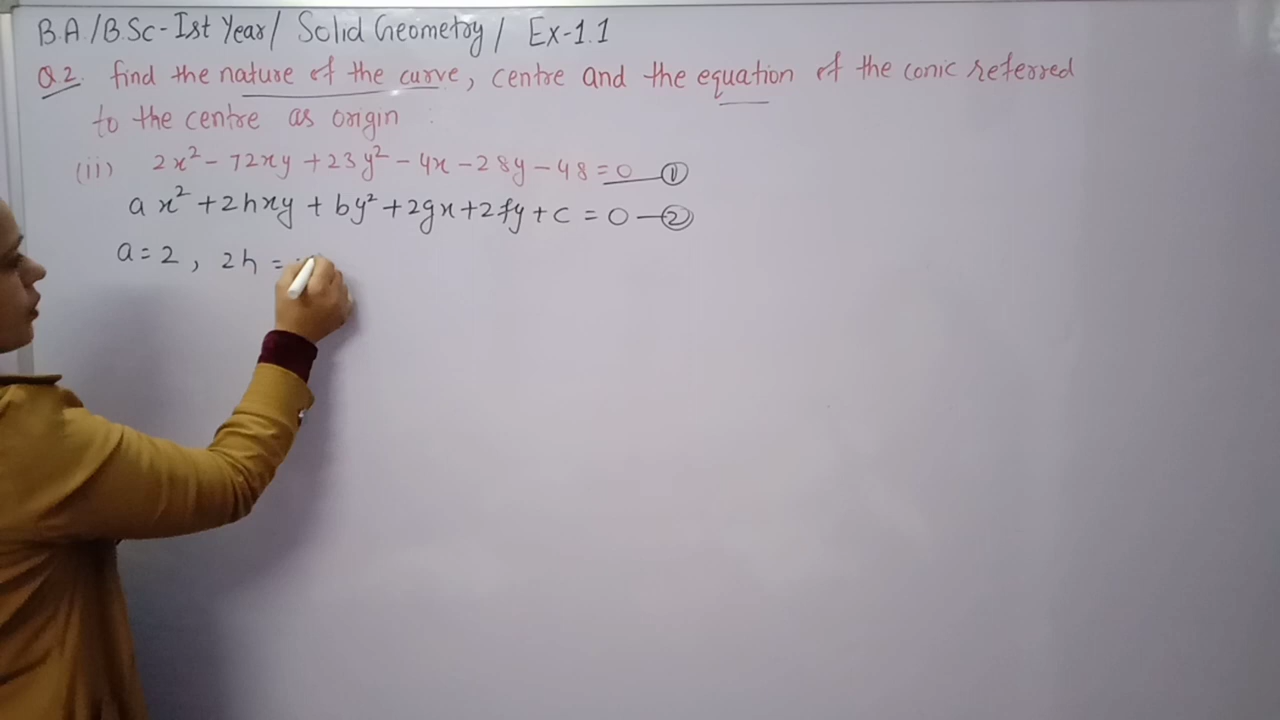 B.A./B.Sc-Ist Year/ Solid Geometry/ Ex-1.1
Q2. find the nature of the curve, centre and the equation of the conic referred
to the centre as origin :
(ii) 2x² - 72xy + 23y² - 4x - 28y - 48 = 0 —①
ax² + 2hxy + by² + 2gx + 2fy + c = 0 —②
a = 2, 2h =